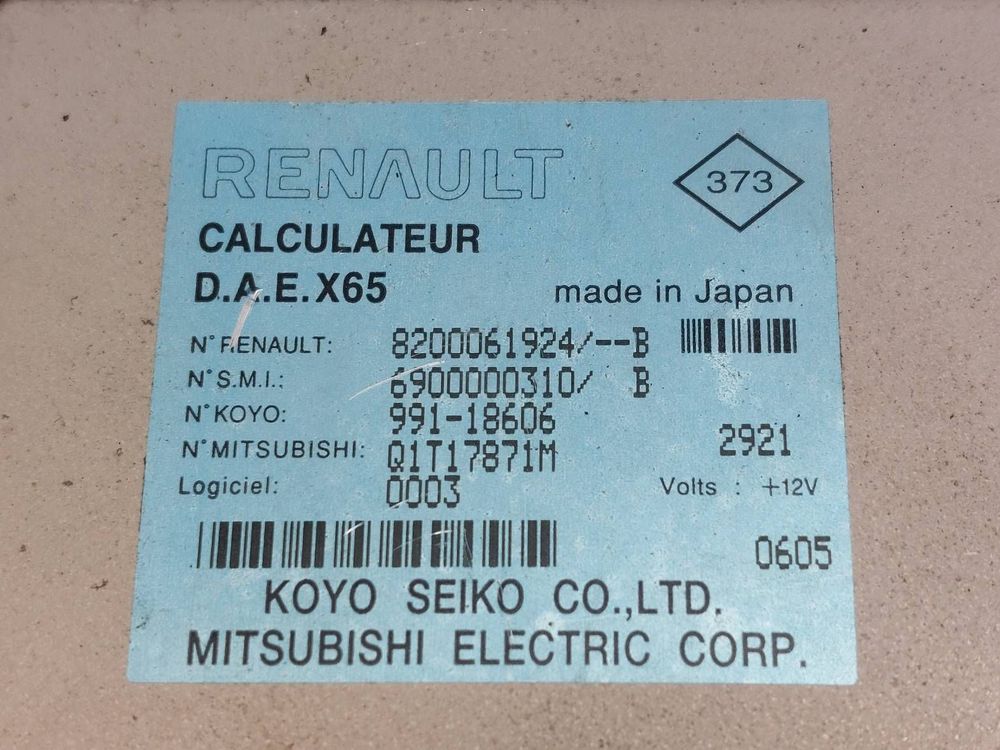 RENAULT
373
CALCULATEUR
D.A.E. X65
made in Japan
N° RENAULT: 8200061924/--B
N° S.M.I.: 6900000310/ B
N° KOYO: 991-18606
2921
N° MITSUBISHI: Q1T17871M
Logiciel: 0003
Volts : +12V
0605
KOYO SEIKO CO.,LTD.
MITSUBISHI ELECTRIC CORP.